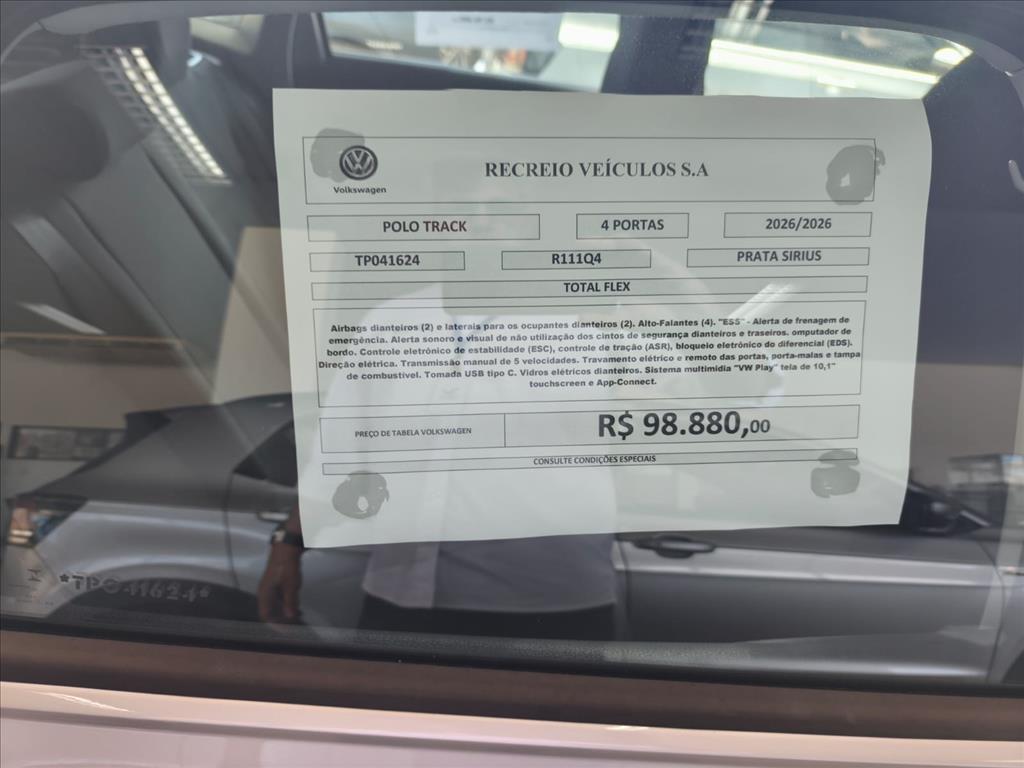 Volkswagen
RECREIO VEÍCULOS S.A
POLO TRACK
4 PORTAS
2026/2026
TP041624
R111Q4
PRATA SIRIUS
TOTAL FLEX
Airbags dianteiros (2) e laterais para os ocupantes dianteiros (2). Alto-Falantes (4). "ESS" - Alerta de frenagem de
emergência. Alerta sonoro e visual de não utilização dos cintos de segurança dianteiros e traseiros. omputador de
bordo. Controle eletrônico de estabilidade (ESC), controle de tração (ASR), bloqueio eletrônico do diferencial (EDS).
Direção elétrica. Transmissão manual de 5 velocidades. Travamento elétrico e remoto das portas, porta-malas e tampa
de combustível. Tomada USB tipo C. Vidros elétricos dianteiros. Sistema multimidia "VW Play" tela de 10,1"
touchscreen e App-Connect.
PREÇO DE TABELA VOLKSWAGEN
R$ 98.880,00
CONSULTE CONDIÇÕES ESPECIAIS
*TP041624*